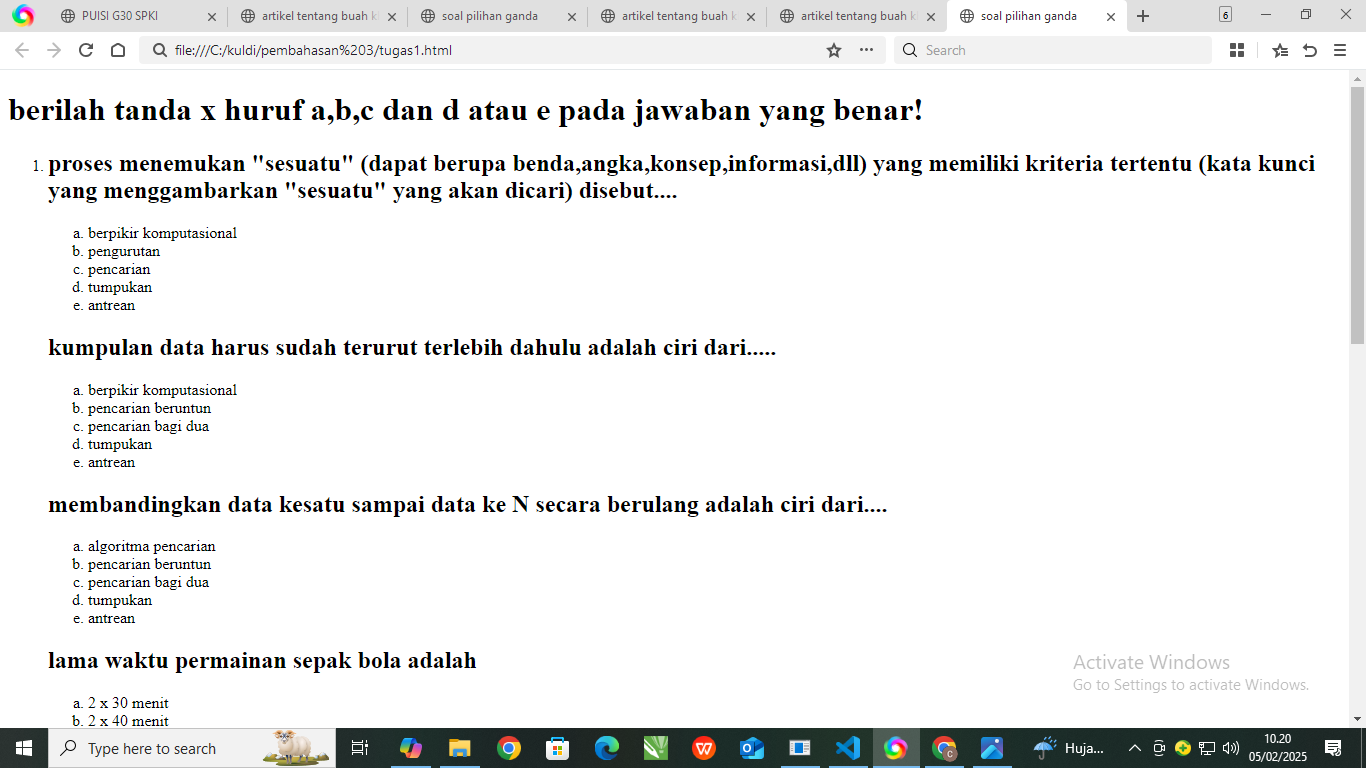 PUISI G30 SPKI
artikel tentang buah k
soal pilihan ganda
artikel tentang buah k
artikel tentang buah k
soal pilihan ganda
6
file:///C:/kuldi/pembahasan%203/tugas1.html
Search
berilah tanda x huruf a,b,c dan d atau e pada jawaban yang benar!
1. proses menemukan "sesuatu" (dapat berupa benda,angka,konsep,informasi,dll) yang memiliki kriteria tertentu (kata kunci
yang menggambarkan "sesuatu" yang akan dicari) disebut....
a. berpikir komputasional
b. pengurutan
c. pencarian
d. tumpukan
e. antrean
kumpulan data harus sudah terurut terlebih dahulu adalah ciri dari.....
a. berpikir komputasional
b. pencarian beruntun
c. pencarian bagi dua
d. tumpukan
e. antrean
membandingkan data kesatu sampai data ke N secara berulang adalah ciri dari....
a. algoritma pencarian
b. pencarian beruntun
c. pencarian bagi dua
d. tumpukan
e. antrean
lama waktu permainan sepak bola adalah
a. 2 x 30 menit
b. 2 x 40 menit
Activate Windows
Go to Settings to activate Windows.
Type here to search
Huja...
10.20
05/02/2025